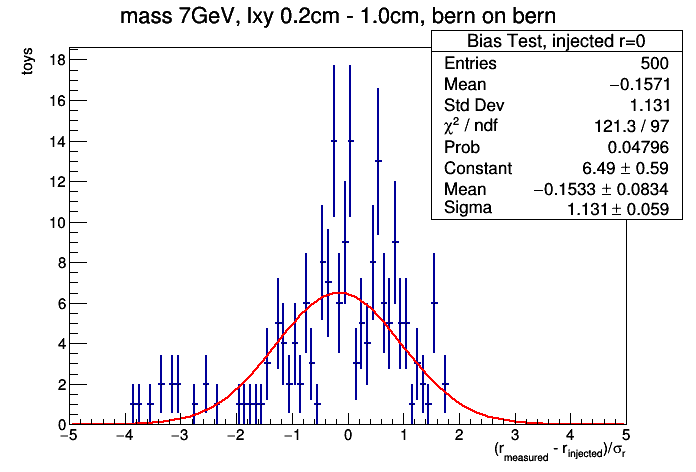 mass 7GeV, lxy 0.2cm - 1.0cm, bern on bern
Bias Test, injected r=0
Entries 500
Mean −0.1571
Std Dev 1.131
χ² / ndf 121.3 / 97
Prob 0.04796
Constant 6.49 ± 0.59
Mean −0.1533 ± 0.0834
Sigma 1.131 ± 0.059
toys
18
16
14
12
10
8
6
4
2
0
−5 −4 −3 −2 −1 0 1 2 3 4 5
(r_measured - r_injected)/σ_r